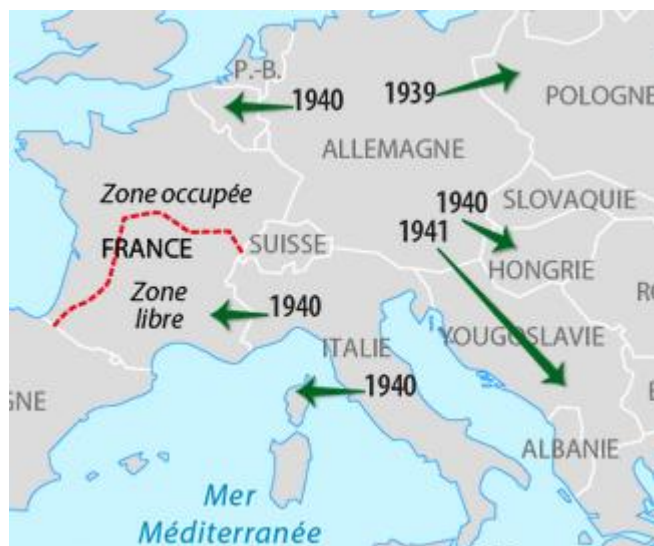 P.-B.
1940
1939
POLOGNE
ALLEMAGNE
Zone occupée
1940
SLOVAQUIE
1941
FRANCE
SUISSE
HONGRIE
Zone
libre
1940
RO
ITALIE
YOUGOSLAVIE
1940
GNE
ALBANIE
Mer
Méditerranée